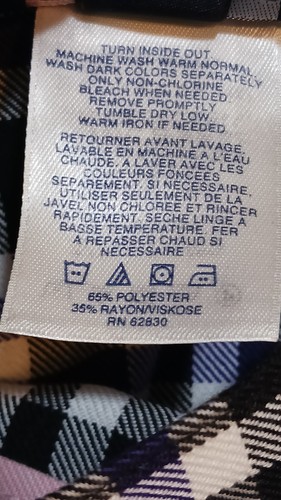 TURN INSIDE OUT
MACHINE WASH WARM NORMAL
WASH DARK COLORS SEPARATELY
ONLY NON-CHLORINE
BLEACH WHEN NEEDED
REMOVE PROMPTLY
TUMBLE DRY LOW,
WARM IRON IF NEEDED
RETOURNER AVANT LAVAGE,
LAVABLE EN MACHINE A L'EAU
CHAUDE. A LAVER AVEC LES
COULEURS FONCEES
SEPAREMENT. SI NECESSAIRE,
UTILISER SEULEMENT DE LA
JAVEL NON CHLOREE ET RINCER
RAPIDEMENT. SECHE LINGE A
BASSE TEMPERATURE. FER
A REPASSER CHAUD SI
NECESSAIRE
65% POLYESTER
35% RAYON/VISKOSE
RN 62830